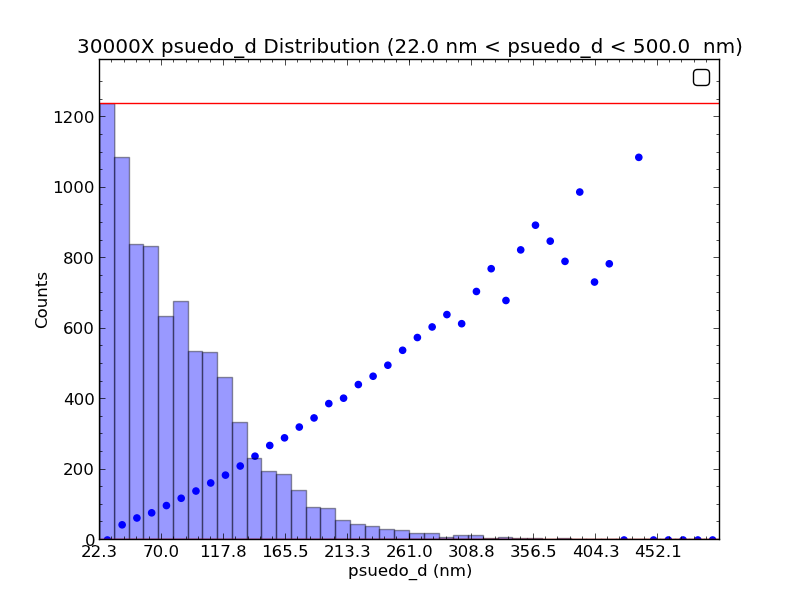 30000X psuedo_d Distribution (22.0 nm < psuedo_d < 500.0  nm)
Counts
1200
1000
800
600
400
200
0
22.3 70.0 117.8 165.5 213.3 261.0 308.8 356.5 404.3 452.1
psuedo_d (nm)